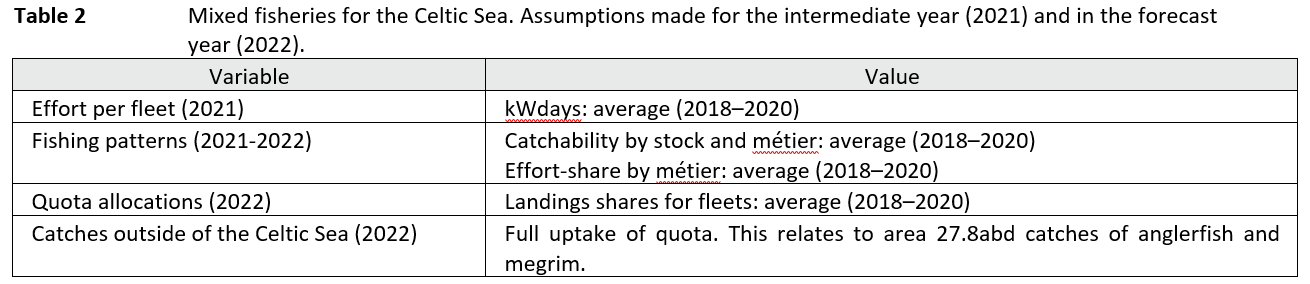 Table 2 Mixed fisheries for the Celtic Sea. Assumptions made for the intermediate year (2021) and in the forecast
year (2022).
Variable Value
Effort per fleet (2021) kWdays: average (2018–2020)
Fishing patterns (2021-2022) Catchability by stock and métier: average (2018–2020)
Effort-share by métier: average (2018–2020)
Quota allocations (2022) Landings shares for fleets: average (2018–2020)
Catches outside of the Celtic Sea (2022) Full uptake of quota. This relates to area 27.8abd catches of anglerfish and
megrim.